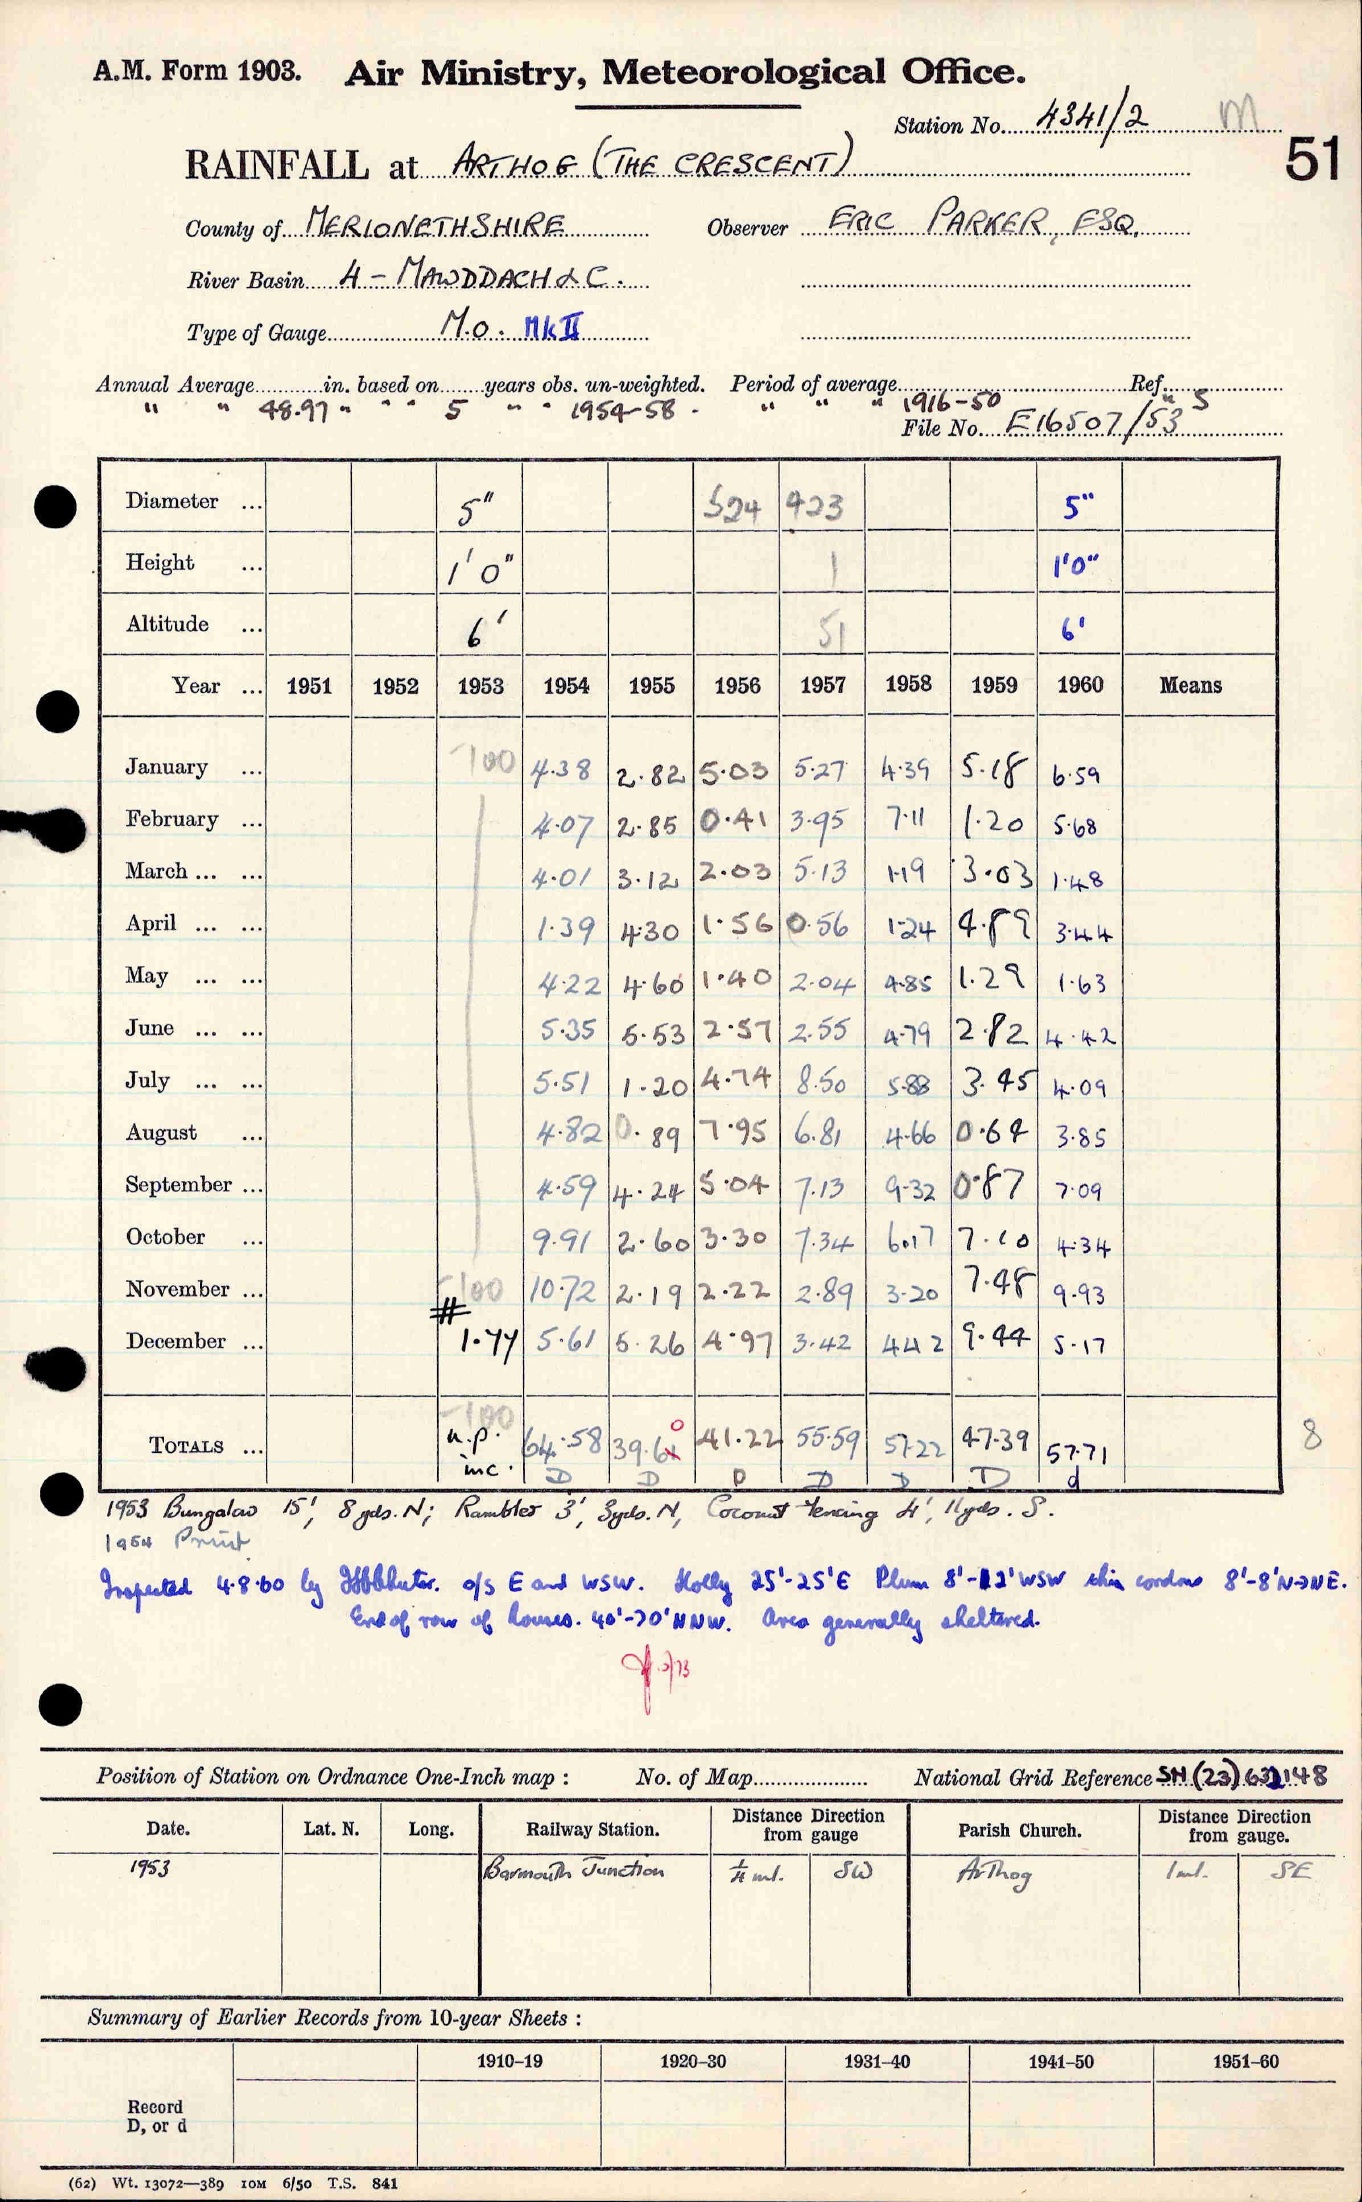 A.M. Form 1903. Air Ministry, Meteorological Office.
Station No. 4341/2 M
51
RAINFALL at ARTHOG (THE CRESCENT)
County of MERIONETHSHIRE Observer ERIC PARKER, ESQ.
River Basin 4 - MAWDDACH &C.
Type of Gauge M.O. Mk II
Annual Average in. based on years obs. un-weighted. Period of average Ref.
" " 48.97 " " " 5 " " 1954-58 . " " " 1916-50 " S
File No. E16507/53
Diameter ... 5" 524 423 5"
Height ... 1'0" 1 1'0"
Altitude ... 6' 51 6'
Year ... 1951 1952 1953 1954 1955 1956 1957 1958 1959 1960 Means
January ... -100 4.38 2.82 5.03 5.27 4.39 5.18 6.59
February ... 4.07 2.85 0.41 3.95 7.11 1.20 5.68
March ... ... 4.01 3.12 2.03 5.13 1.19 3.03 1.48
April ... ... 1.39 4.30 1.56 0.56 1.24 4.89 3.44
May ... ... 4.22 4.60 1.40 2.04 4.85 1.29 1.63
June ... ... 5.35 5.53 2.57 2.55 4.79 2.82 4.42
July ... ... 5.51 1.20 4.74 8.50 5.88 3.45 4.09
August ... 4.82 0.89 7.95 6.81 4.66 0.64 3.85
September ... 4.59 4.24 5.04 7.13 9.32 0.87 7.09
October ... 9.91 2.60 3.30 7.34 6.17 7.10 4.34
November ... -100 10.72 2.19 2.22 2.89 3.20 7.48 9.93
December ... # 1.77 5.61 5.26 4.97 3.42 4.42 9.44 5.17
-100 0
TOTALS ... n.p. 64.58 39.61 41.22 55.59 57.22 47.39 57.71 8
inc. D D D D D D d
1953 Bungalow 15', 8 yds. N; Rambler 3', 3 yds. N, Coconut fencing 4', 11 yds. S.
1954 Print
Inspected 4.8.60 by o/s E and WSW. Holly 25'-25'E Plum 8'-12'WSW thin cordons 8'-8'N→NE.
End of row of houses. 40'-70'NNW. Area generally sheltered.
Position of Station on Ordnance One-Inch map : No. of Map National Grid Reference SH (23) 632148
Date. Lat. N. Long. Railway Station. Distance Direction from gauge Parish Church. Distance Direction from gauge.
1953 Barmouth Junction 1/4 ml. SW Arthog 1 ml. SE
Summary of Earlier Records from 10-year Sheets :
1910–19 1920–30 1931–40 1941–50 1951–60
Record
D, or d
(62) Wt. 13072—389 10M 6/50 T.S. 841